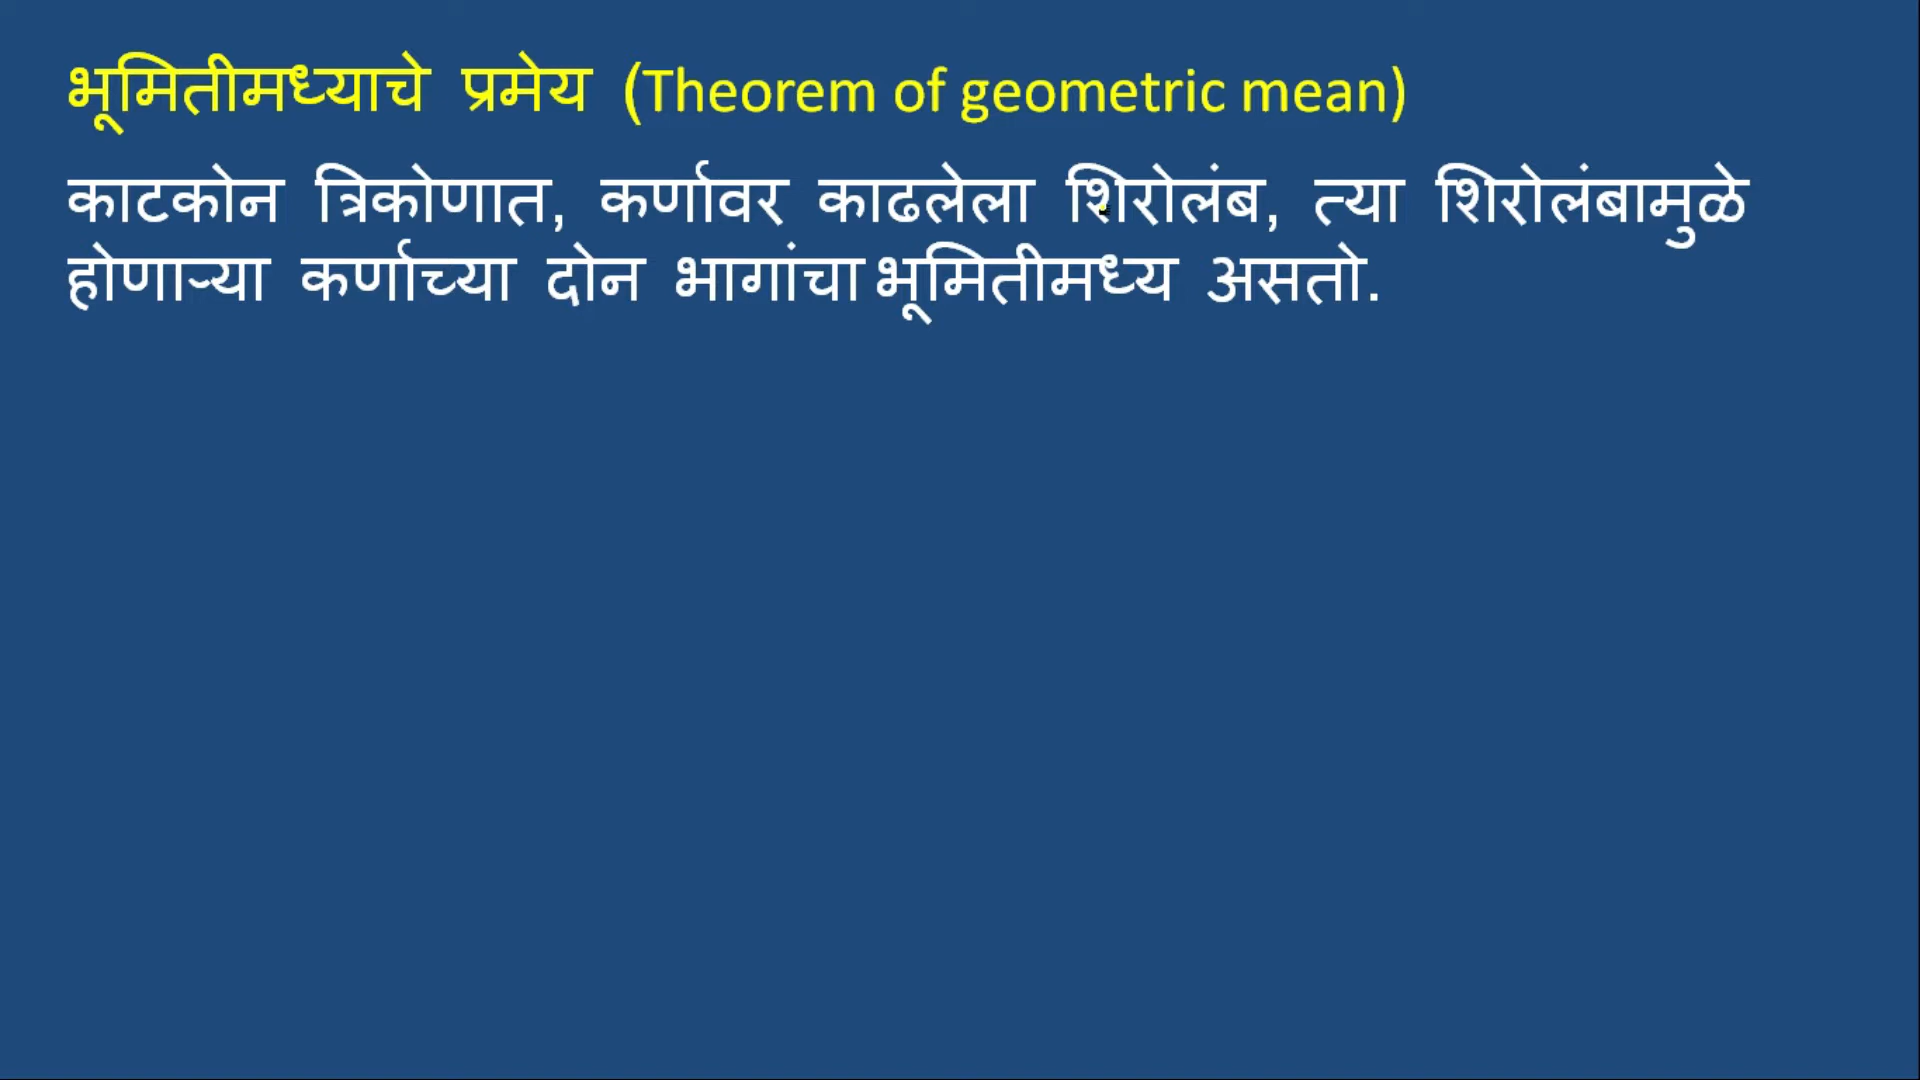 भूमितीमध्याचे प्रमेय (Theorem of geometric mean)
काटकोन त्रिकोणात, कर्णावर काढलेला शिरोलंब, त्या शिरोलंबामुळे
होणाऱ्या कर्णाच्या दोन भागांचा भूमितीमध्य असतो.